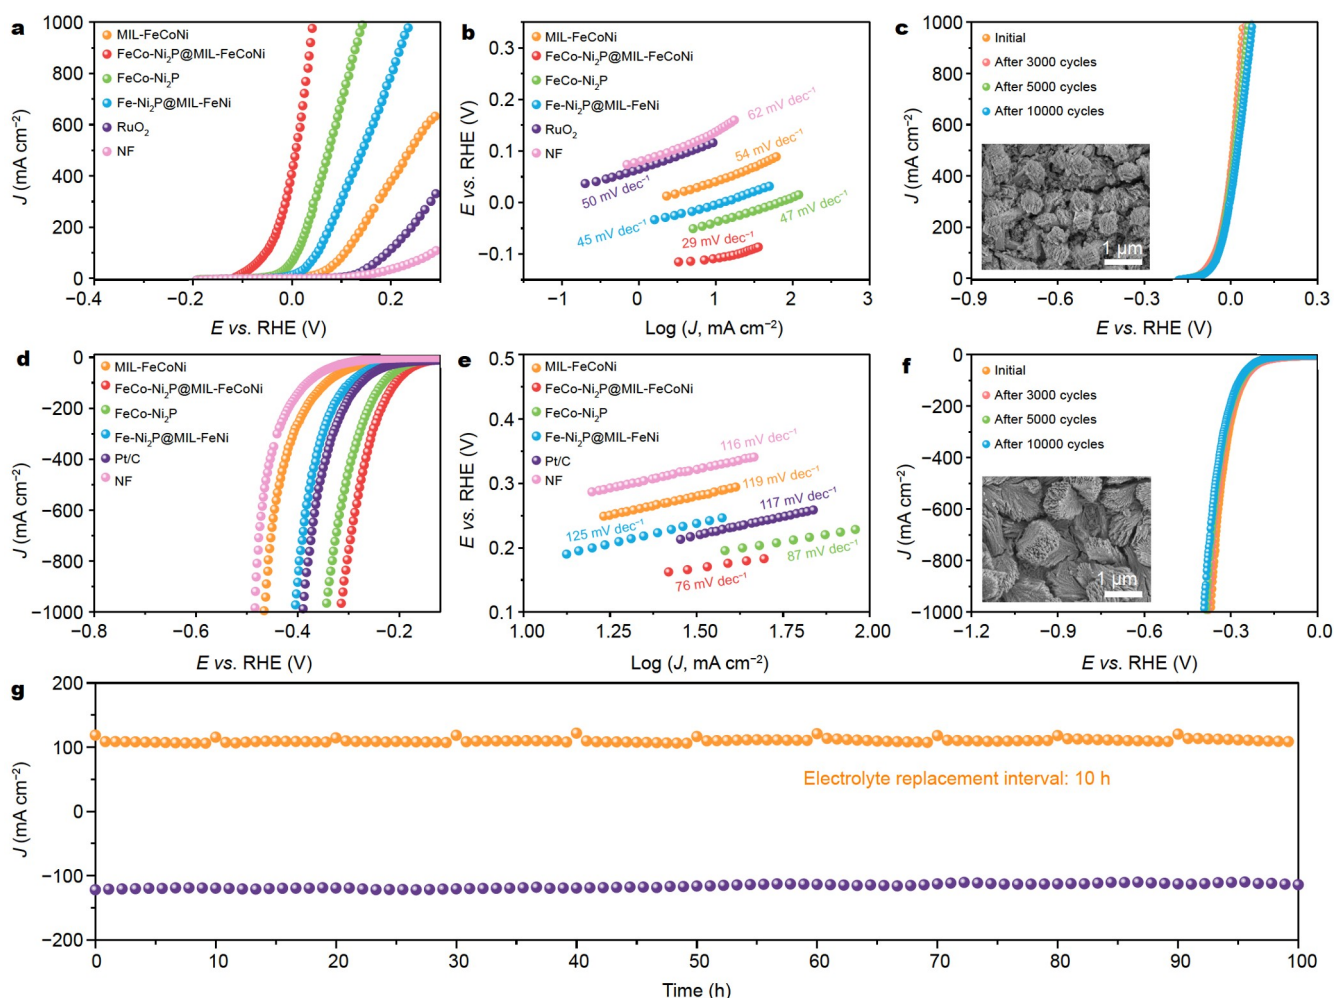 a
1000
800
600
400
200
0
J (mA cm⁻²)
MIL-FeCoNi
FeCo-Ni₂P@MIL-FeCoNi
FeCo-Ni₂P
Fe-Ni₂P@MIL-FeNi
RuO₂
NF
−0.4 −0.2 0.0 0.2
E vs. RHE (V)
b
0.3
0.2
0.1
0.0
−0.1
E vs. RHE (V)
MIL-FeCoNi
FeCo-Ni₂P@MIL-FeCoNi
FeCo-Ni₂P
Fe-Ni₂P@MIL-FeNi
RuO₂
NF
62 mV dec⁻¹
54 mV dec⁻¹
50 mV dec⁻¹
45 mV dec⁻¹
47 mV dec⁻¹
29 mV dec⁻¹
−1 0 1 2 3
Log (J, mA cm⁻²)
c
1000
800
600
400
200
0
J (mA cm⁻²)
Initial
After 3000 cycles
After 5000 cycles
After 10000 cycles
1 μm
−0.9 −0.6 −0.3 0.0 0.3
E vs. RHE (V)
d
0
−200
−400
−600
−800
−1000
J (mA cm⁻²)
MIL-FeCoNi
FeCo-Ni₂P@MIL-FeCoNi
FeCo-Ni₂P
Fe-Ni₂P@MIL-FeNi
Pt/C
NF
−0.8 −0.6 −0.4 −0.2
E vs. RHE (V)
e
0.5
0.4
0.3
0.2
0.1
E vs. RHE (V)
MIL-FeCoNi
FeCo-Ni₂P@MIL-FeCoNi
FeCo-Ni₂P
Fe-Ni₂P@MIL-FeNi
Pt/C
NF
116 mV dec⁻¹
119 mV dec⁻¹
117 mV dec⁻¹
125 mV dec⁻¹
87 mV dec⁻¹
76 mV dec⁻¹
1.00 1.25 1.50 1.75 2.00
Log (J, mA cm⁻²)
f
0
−200
−400
−600
−800
−1000
J (mA cm⁻²)
Initial
After 3000 cycles
After 5000 cycles
After 10000 cycles
1 μm
−1.2 −0.9 −0.6 −0.3 0.0
E vs. RHE (V)
g
200
100
0
−100
−200
J (mA cm⁻²)
Electrolyte replacement interval: 10 h
0 10 20 30 40 50 60 70 80 90 100
Time (h)